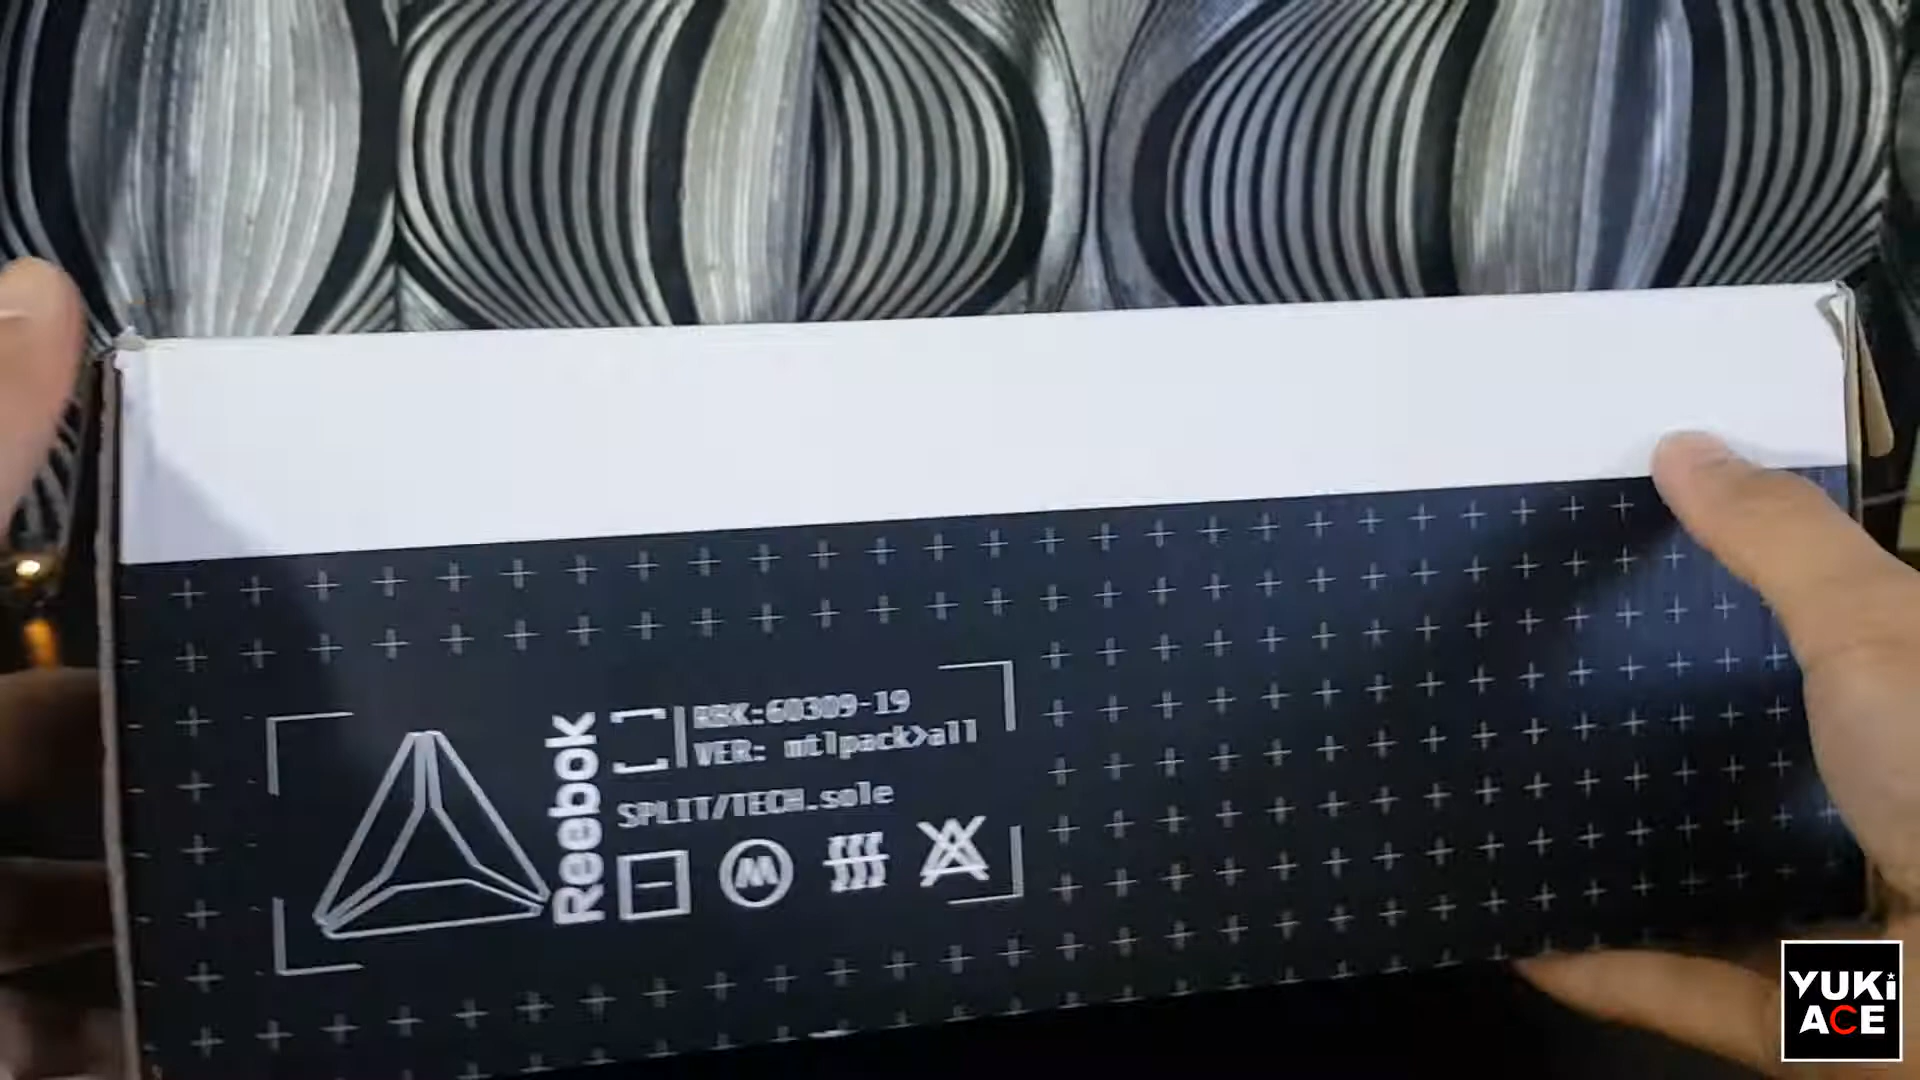 Reebok
RBK:60309-19
VER: mtlpack>all
SPLIT/TECH.sole
YUKi
ACE